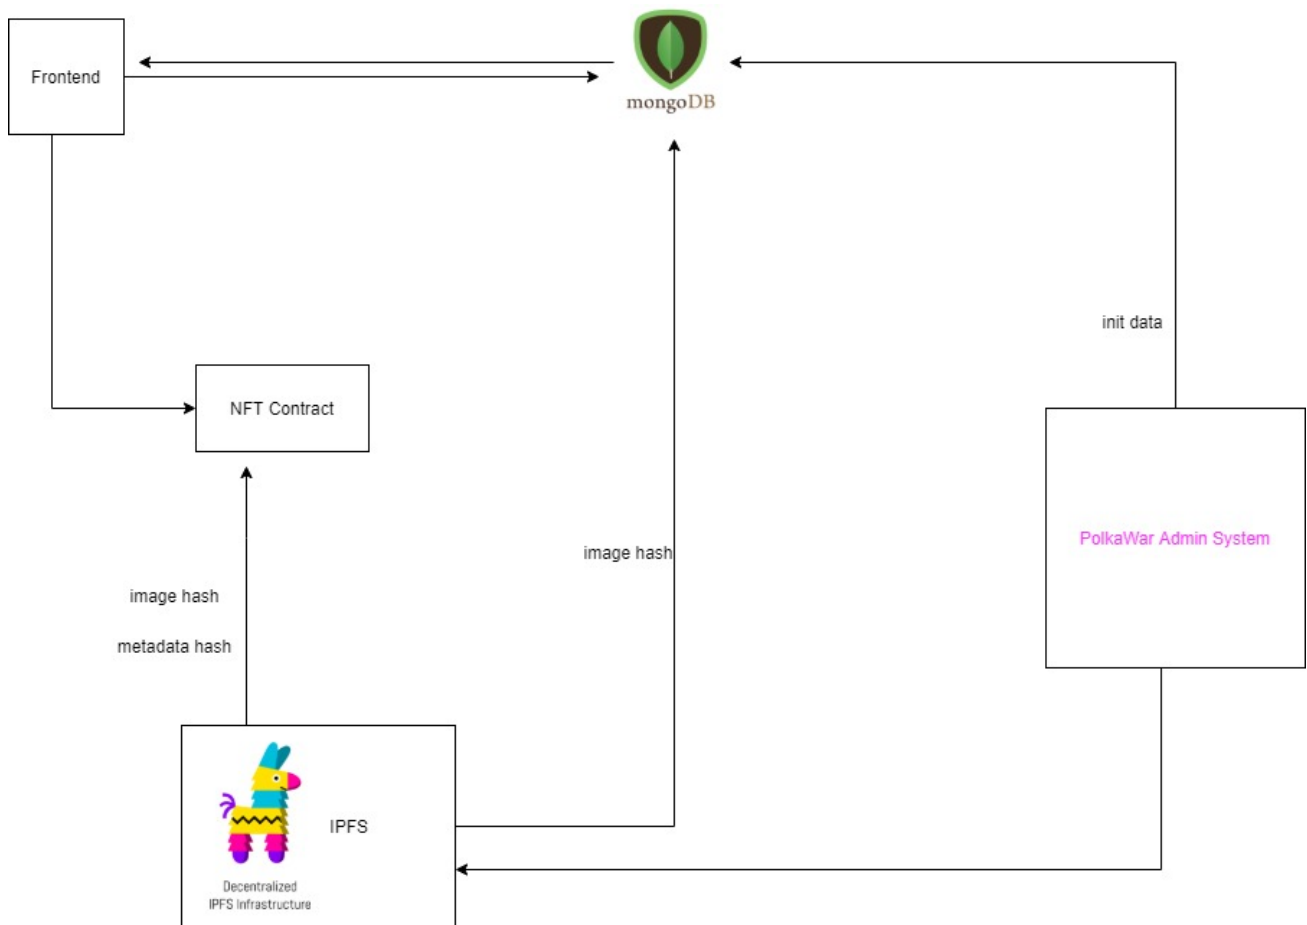 Frontend
mongoDB
init data
NFT Contract
PolkaWar Admin System
image hash
image hash
metadata hash
IPFS
Decentralized
IPFS Infrastructure